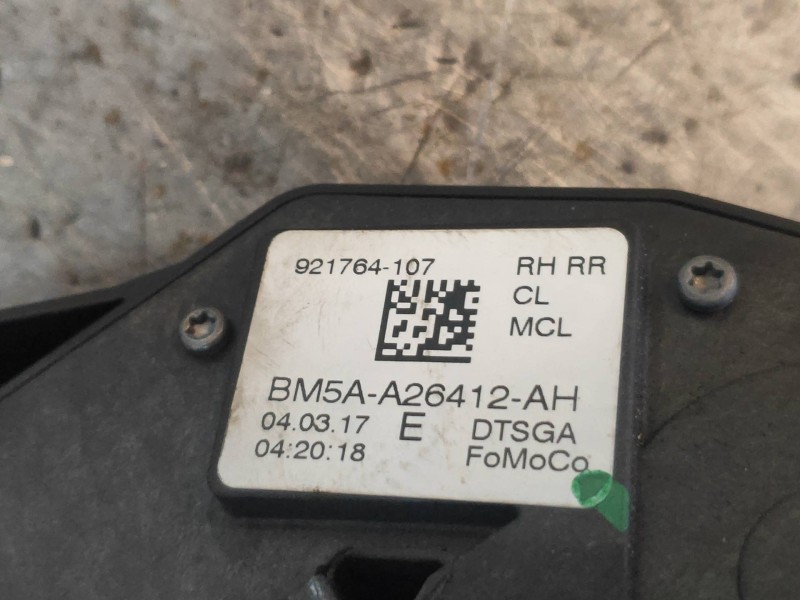 921764-107 RH RR
CL
MCL
BM5A-A26412-AH
04.03.17 E DTSGA
04:20:18 FoMoCo